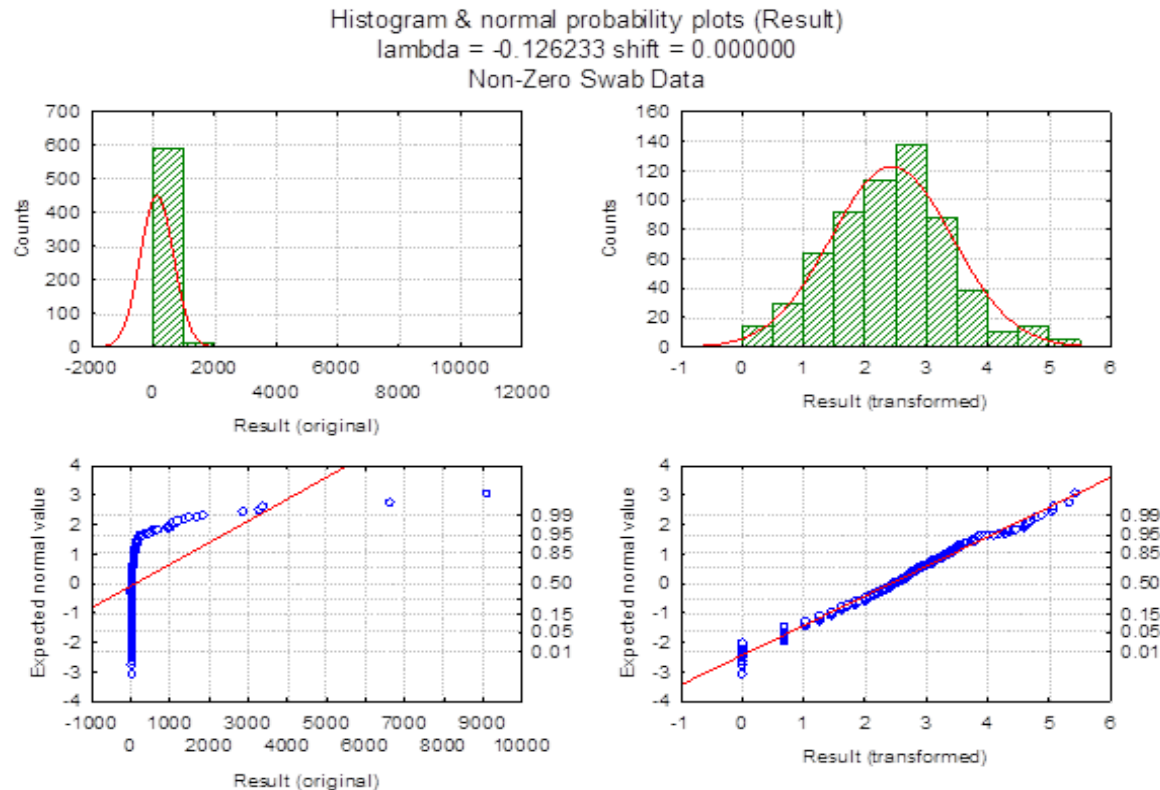 Histogram & normal probability plots (Result)
lambda = -0.126233 shift = 0.000000
Non-Zero Swab Data
700
600
500
400
300
200
100
0
Counts
-2000 2000 6000 10000
0 4000 8000 12000
Result (original)
160
140
120
100
80
60
40
20
0
Counts
-1 0 1 2 3 4 5 6
Result (transformed)
4
3
2
1
0
-1
-2
-3
-4
Expected normal value
0.99
0.95
0.85
0.50
0.15
0.05
0.01
-1000 1000 3000 5000 7000 9000
0 2000 4000 6000 8000 10000
Result (original)
4
3
2
1
0
-1
-2
-3
-4
Expected normal value
0.99
0.95
0.85
0.50
0.15
0.05
0.01
-1 0 1 2 3 4 5 6
Result (transformed)